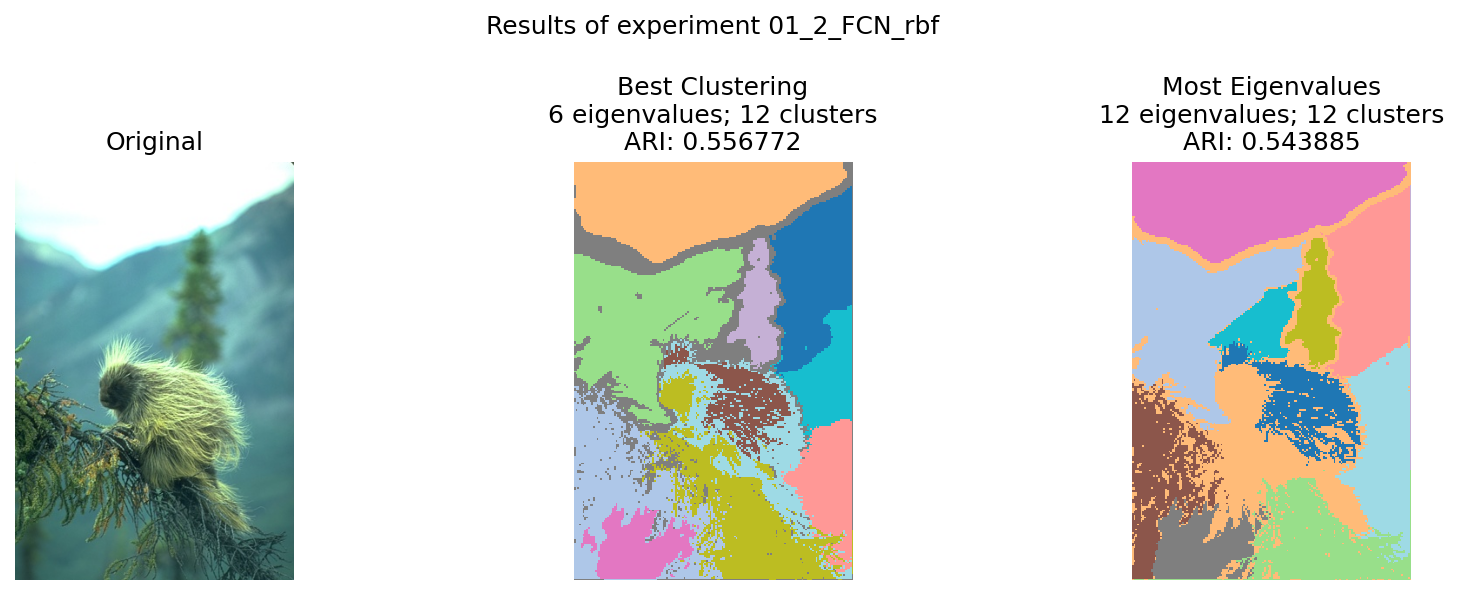 Results of experiment 01_2_FCN_rbf
Original
Best Clustering
6 eigenvalues; 12 clusters
ARI: 0.556772
Most Eigenvalues
12 eigenvalues; 12 clusters
ARI: 0.543885